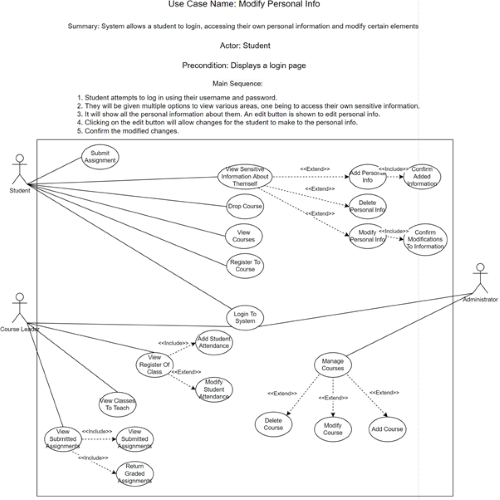 Use Case Name: Modify Personal Info
Summary: System allows a student to login, accessing their own personal information and modify certain elements
Actor: Student
Precondition: Displays a login page
Main Sequence:
1. Student attempts to log in using their username and password.
2. They will be given multiple options to view various areas, one being to access their own sensitive information.
3. It will show all the personal information about them. An edit button is shown to edit personal info.
4. Clicking on the edit button will allow changes for the student to make to the personal info.
5. Confirm the modified changes.
Submit
Assignment
Student
View Sensitive
Information About
Themself
<<Extend>>
Add Personal
Info
<<Include>>
Confirm
Added
Information
<<Extend>>
Delete
Personal Info
<<Extend>>
Modify
Personal Info
<<Include>>
Confirm
Modifications
To Information
Drop Course
View
Courses
Register To
Course
Login To
System
Administrator
Course Leader
View
Register Of
Class
<<Include>>
Add Student
Attendance
<<Extend>>
Modify
Student
Attendance
Manage
Courses
<<Extend>>
<<Extend>>
<<Extend>>
Delete
Course
Modify
Course
Add Course
View Classes
To Teach
View
Submitted
Assignments
<<Include>>
View
Submitted
Assignments
<<Include>>
Return
Graded
Assignments